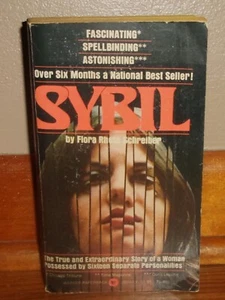 FASCINATING*
SPELLBINDING**
ASTONISHING***
Over Six Months a National Best Seller!
SYBIL
by Flora Rheta Schreiber
The True and Extraordinary Story of a Woman
Possessed by Sixteen Separate Personalities